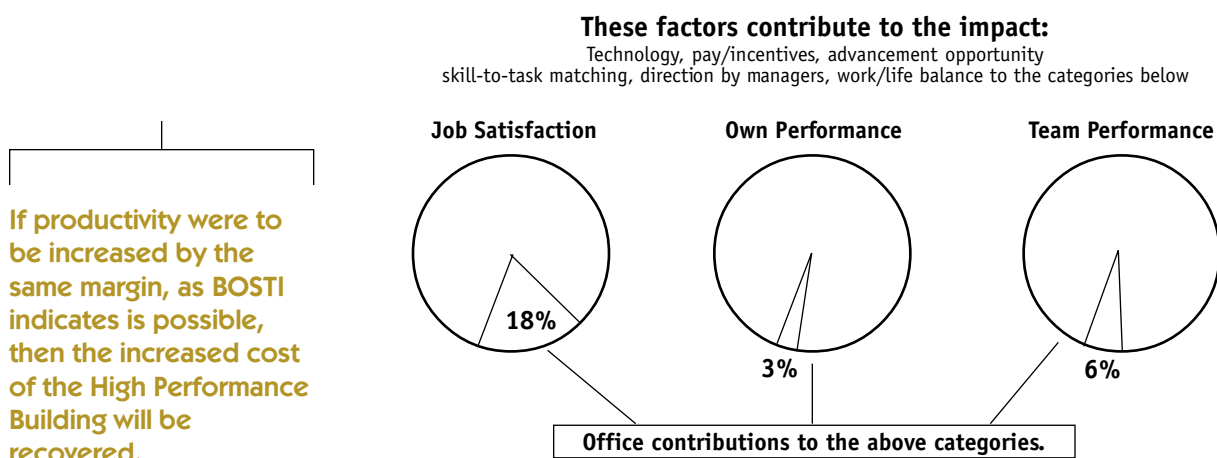 These factors contribute to the impact:
Technology, pay/incentives, advancement opportunity
skill-to-task matching, direction by managers, work/life balance to the categories below
Job Satisfaction
Own Performance
Team Performance
18%
3%
6%
Office contributions to the above categories.
If productivity were to
be increased by the
same margin, as BOSTI
indicates is possible,
then the increased cost
of the High Performance
Building will be
recovered.